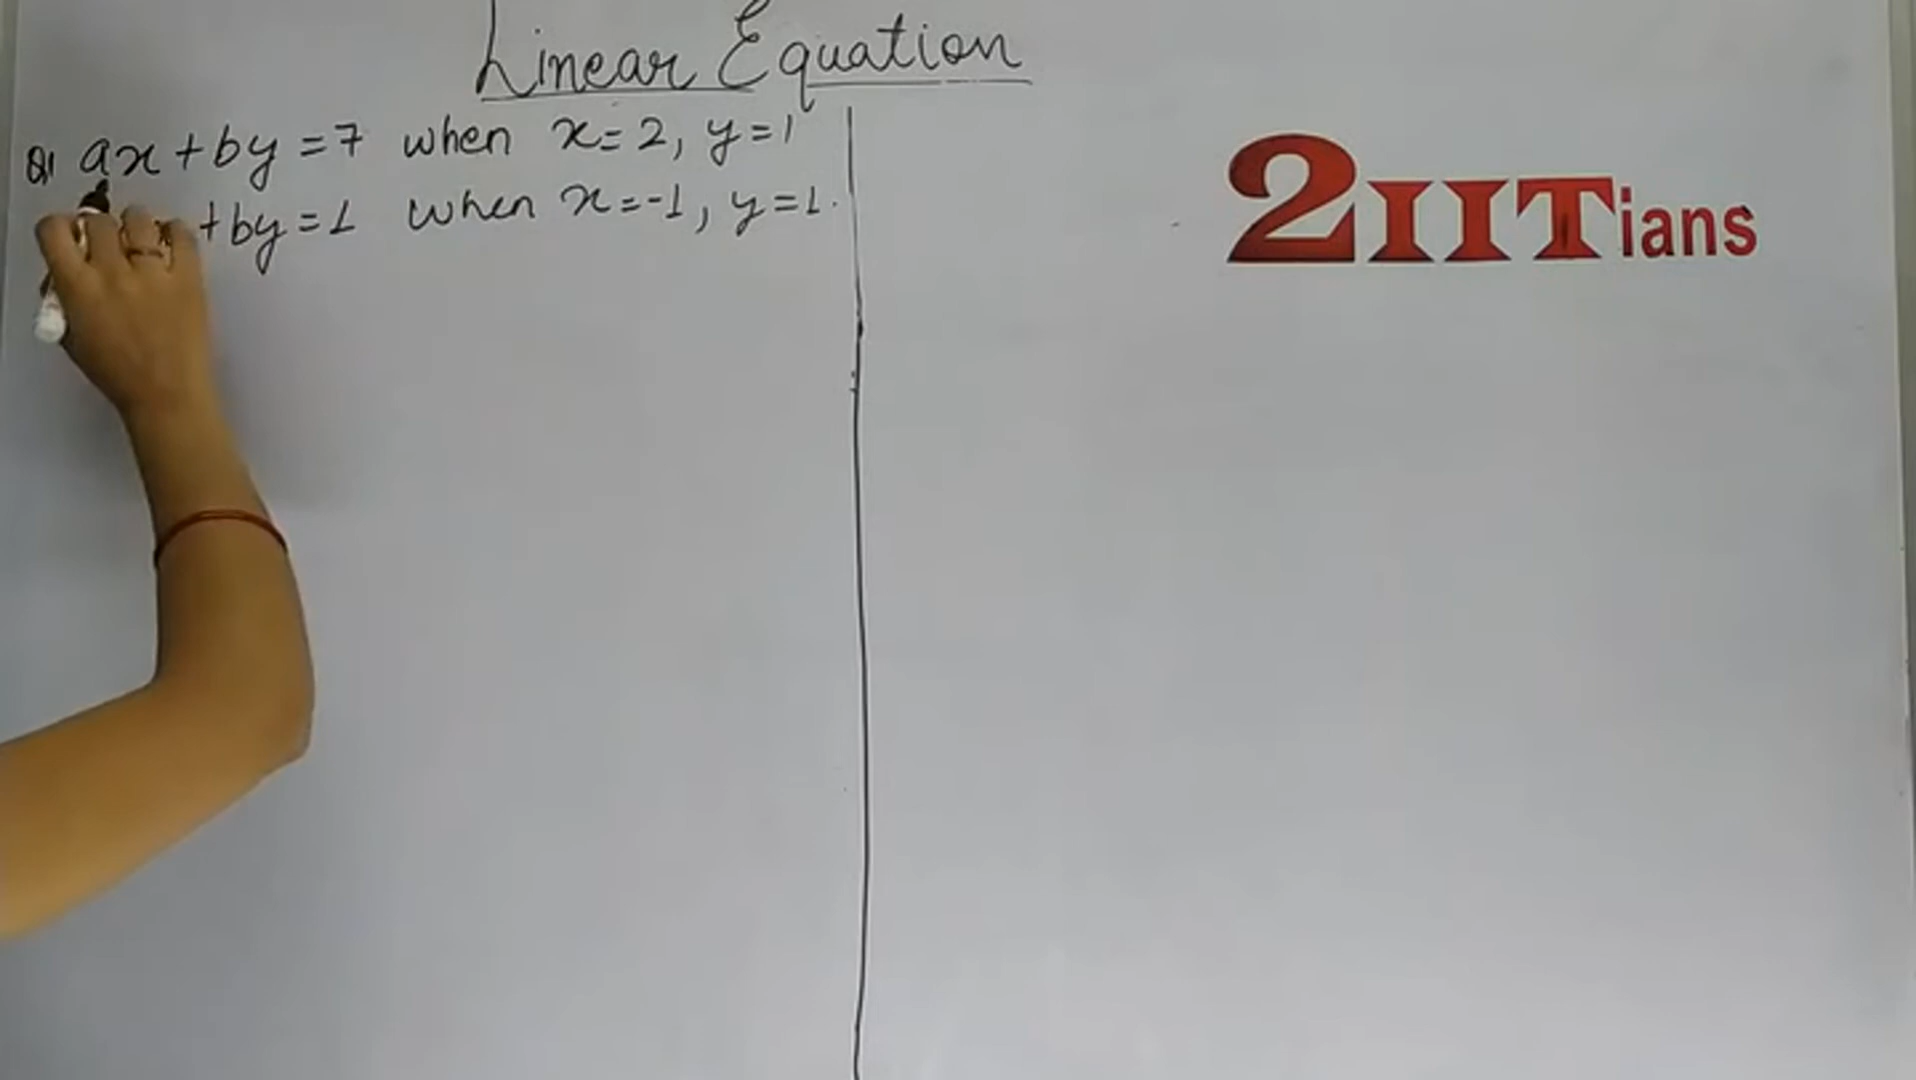 Linear Equation
Q1 ax + by = 7 when x = 2, y = 1
+ by = 1 when x = -1, y = 1.
2IITians